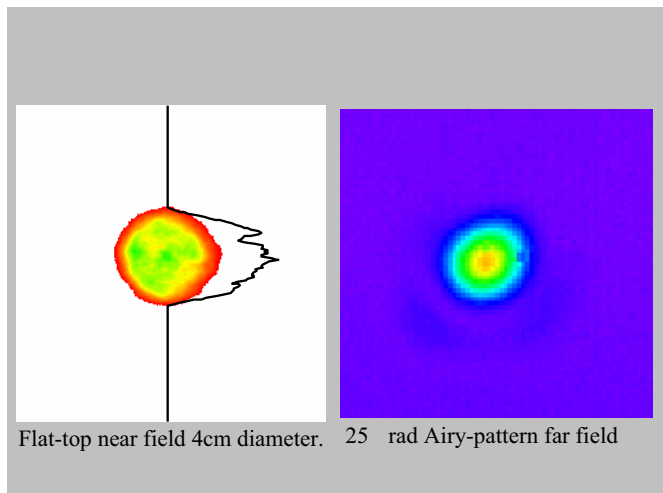 Flat-top near field 4cm diameter.
25 rad Airy-pattern far field